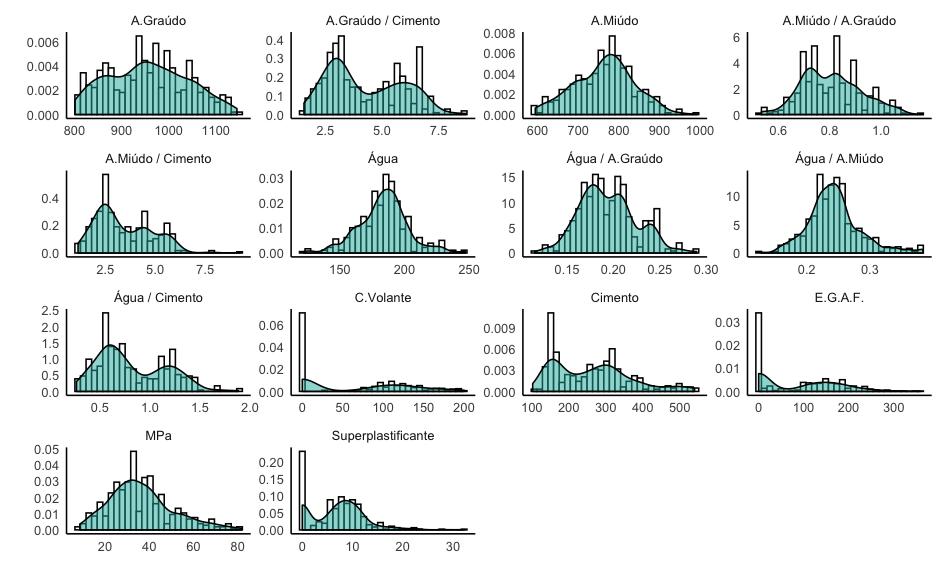 A.Graúdo
A.Graúdo / Cimento
A.Miúdo
A.Miúdo / A.Graúdo
0.006
0.004
0.002
0.000
800 900 1000 1100
0.4
0.3
0.2
0.1
0.0
2.5 5.0 7.5
0.008
0.006
0.004
0.002
0.000
600 700 800 900 1000
6
4
2
0
0.6 0.8 1.0
A.Miúdo / Cimento
Água
Água / A.Graúdo
Água / A.Miúdo
0.4
0.2
0.0
2.5 5.0 7.5
0.03
0.02
0.01
0.00
150 200 250
15
10
5
0
0.15 0.20 0.25 0.30
10
5
0
0.2 0.3
Água / Cimento
C.Volante
Cimento
E.G.A.F.
2.5
2.0
1.5
1.0
0.5
0.0
0.5 1.0 1.5 2.0
0.06
0.04
0.02
0.00
0 50 100 150 200
0.009
0.006
0.003
0.000
100 200 300 400 500
0.03
0.02
0.01
0.00
0 100 200 300
MPa
Superplastificante
0.05
0.04
0.03
0.02
0.01
0.00
20 40 60 80
0.20
0.15
0.10
0.05
0.00
0 10 20 30